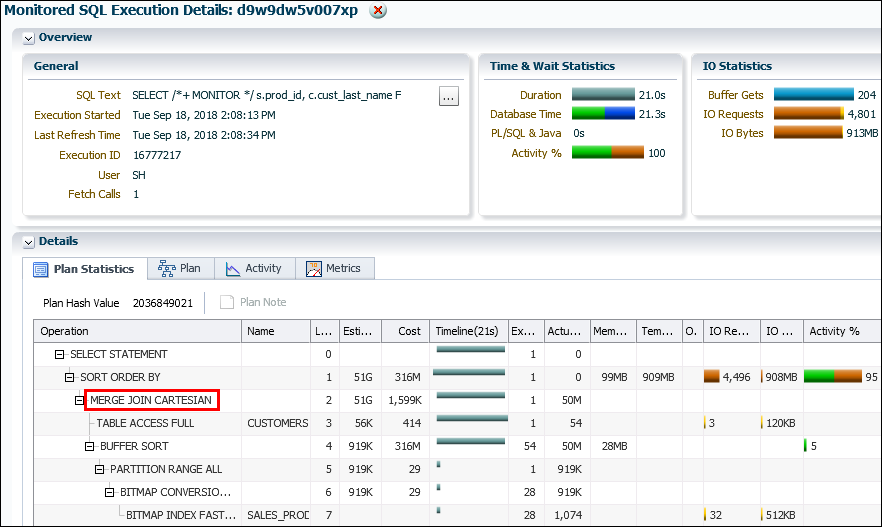 Monitored SQL Execution Details: d9w9dw5v007xp
Overview
General
SQL Text SELECT /*+ MONITOR */ s.prod_id, c.cust_last_name F ...
Execution Started Tue Sep 18, 2018 2:08:13 PM
Last Refresh Time Tue Sep 18, 2018 2:08:34 PM
Execution ID 16777217
User SH
Fetch Calls 1
Time & Wait Statistics
Duration 21.0s
Database Time 21.3s
PL/SQL & Java 0s
Activity % 100
IO Statistics
Buffer Gets 204
IO Requests 4,801
IO Bytes 913MB
Details
Plan Statistics Plan Activity Metrics
Plan Hash Value 2036849021 Plan Note
Operation Name L... Esti... Cost Timeline(21s) Ex... Actu... Mem... Tem... O. IO Re... IO ... Activity %
SELECT STATEMENT 0 1 0
SORT ORDER BY 1 51G 316M 1 0 99MB 909MB 4,496 908MB 95
MERGE JOIN CARTESIAN 2 51G 1,599K 1 50M
TABLE ACCESS FULL CUSTOMERS 3 56K 414 1 54 3 120KB
BUFFER SORT 4 919K 316M 54 50M 28MB 5
PARTITION RANGE ALL 5 919K 29 1 919K
BITMAP CONVERSIO... 6 919K 29 28 919K
BITMAP INDEX FAST... SALES_PROD 7 28 1,074 32 512KB